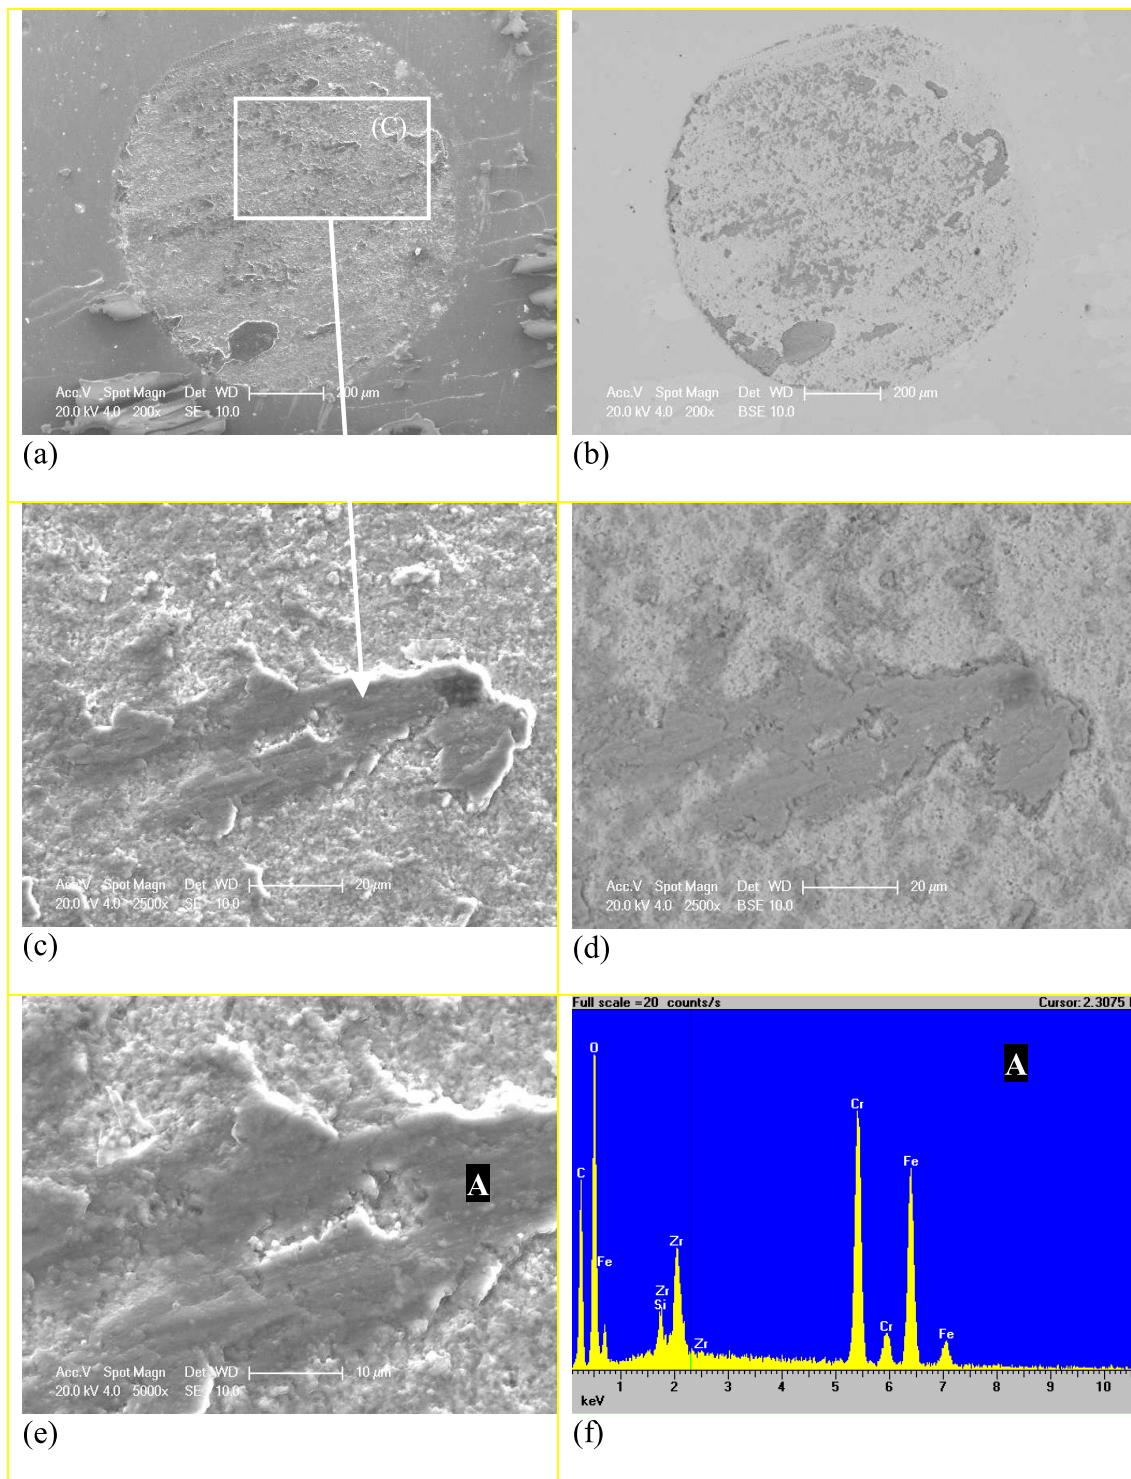 (C)
Acc.V Spot Magn Det WD 200 µm
20.0 kV 4.0 200x SE 10.0
Acc.V Spot Magn Det WD 200 µm
20.0 kV 4.0 200x BSE 10.0
(a)
(b)
Acc.V Spot Magn Det WD 20 µm
20.0 kV 4.0 2500x SE 10.0
Acc.V Spot Magn Det WD 20 µm
20.0 kV 4.0 2500x BSE 10.0
(c)
(d)
A
Acc.V Spot Magn Det WD 10 µm
20.0 kV 4.0 5000x SE 10.0
(e)
Full scale =20 counts/s Cursor: 2.3075
A
O
Cr
Fe
C
Zr
Fe
Zr
Si
Zr
Cr
Fe
1 2 3 4 5 6 7 8 9 10
keV
(f)